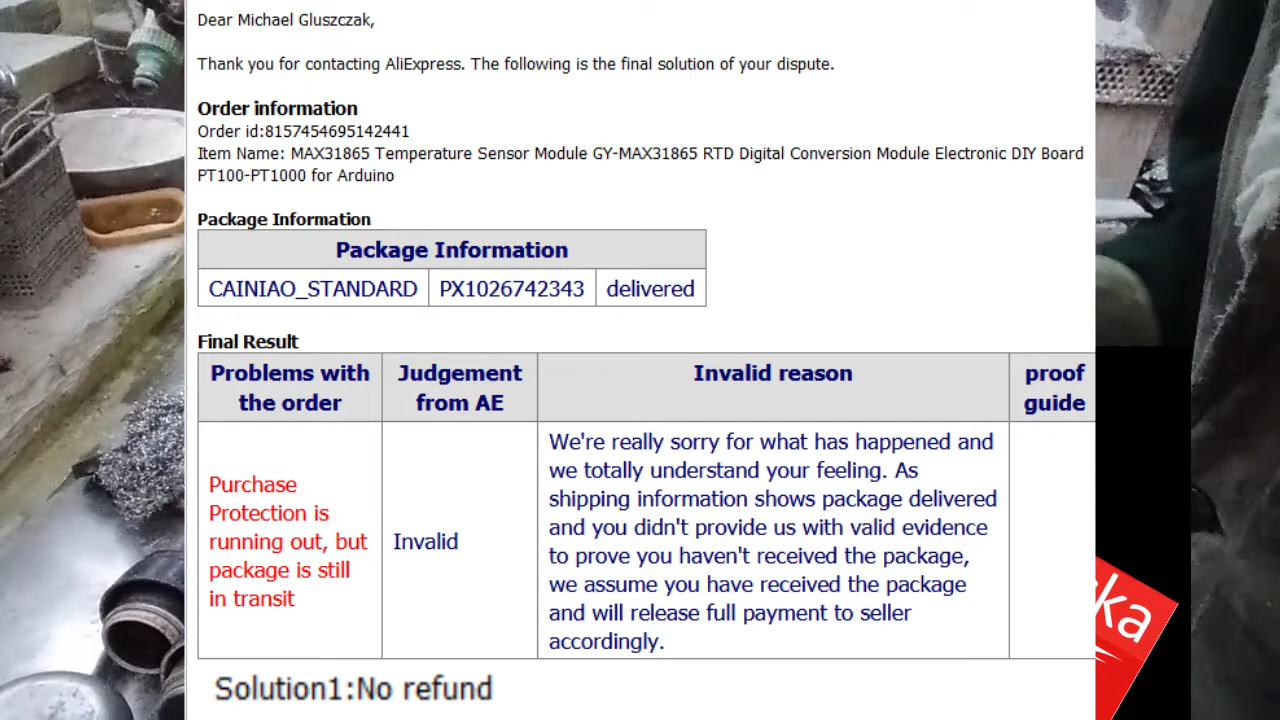 Dear Michael Gluszczak,
Thank you for contacting AliExpress. The following is the final solution of your dispute.
Order information
Order id:8157454695142441
Item Name: MAX31865 Temperature Sensor Module GY-MAX31865 RTD Digital Conversion Module Electronic DIY Board
PT100-PT1000 for Arduino
Package Information
Package Information
CAINIAO_STANDARD PX1026742343 delivered
Final Result
Problems with
the order
Judgement
from AE
Invalid reason
proof
guide
Purchase
Protection is
running out, but
package is still
in transit
Invalid
We're really sorry for what has happened and
we totally understand your feeling. As
shipping information shows package delivered
and you didn't provide us with valid evidence
to prove you haven't received the package,
we assume you have received the package
and will release full payment to seller
accordingly.
Solution1:No refund